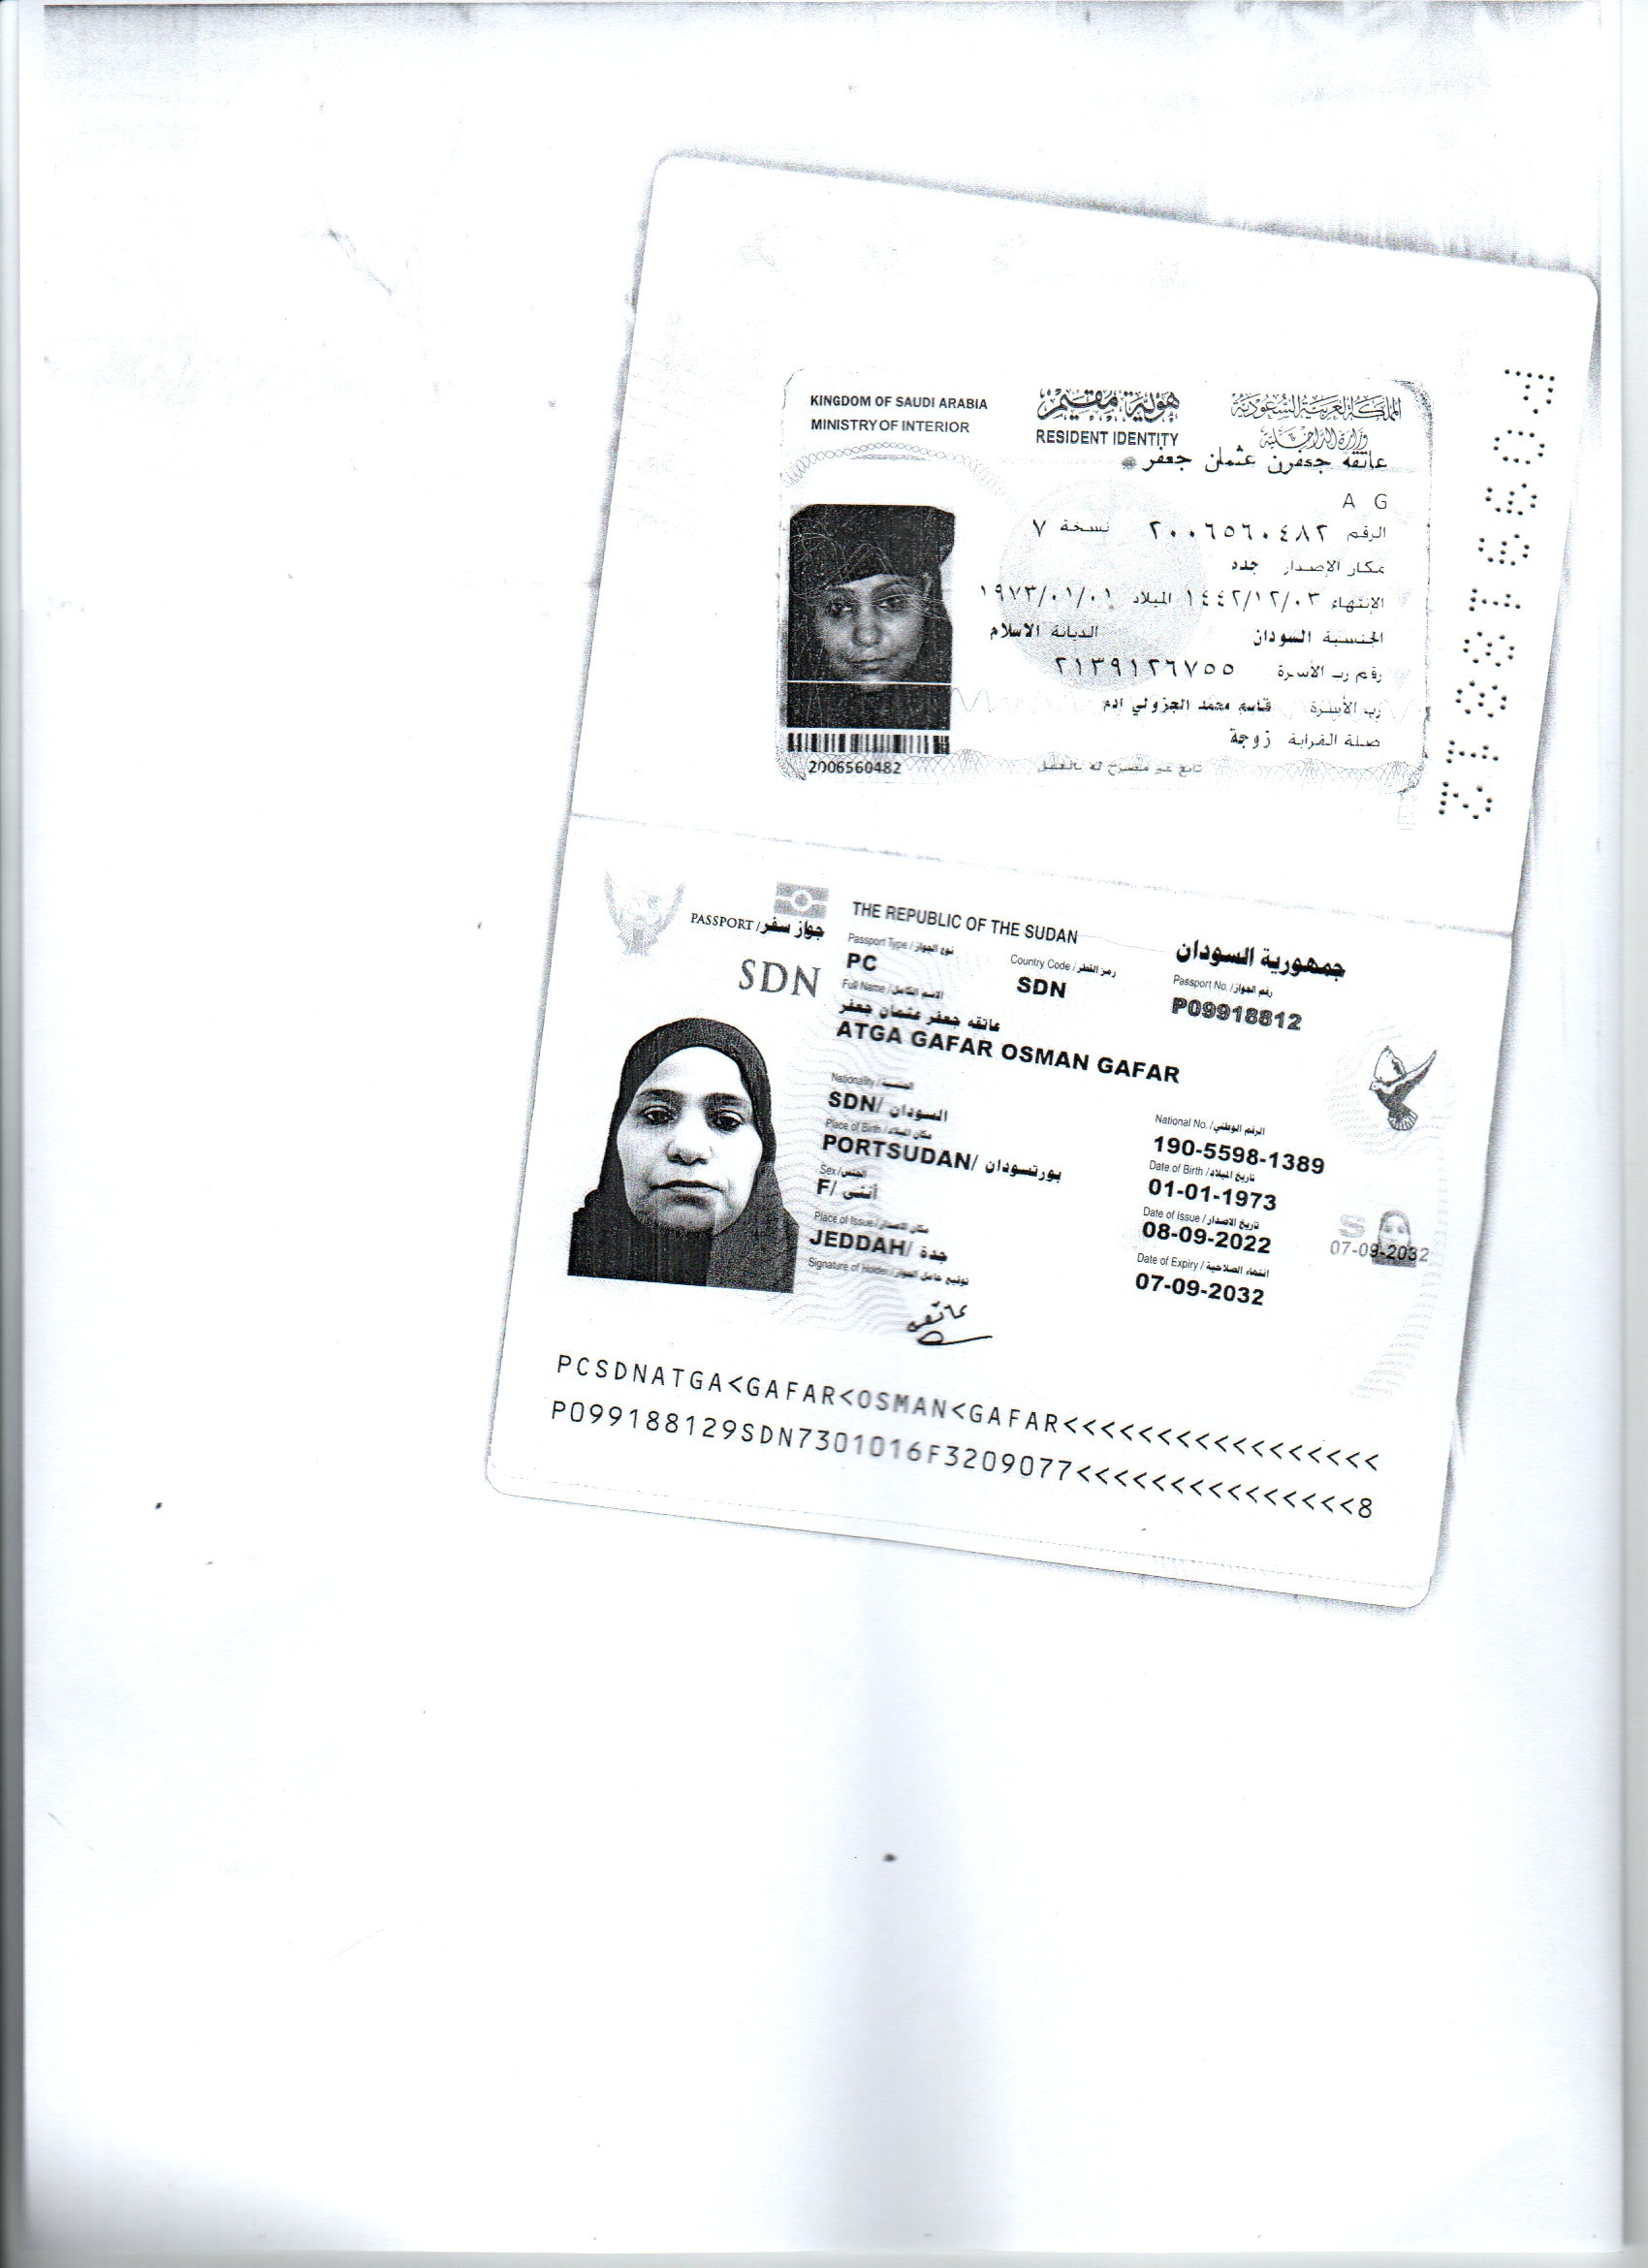 KINGDOM OF SAUDI ARABIA
MINISTRY OF INTERIOR
هوية مقيم
RESIDENT IDENTITY
المملكة العربية السعودية
وزارة الداخلية
عاتقه جعفرن عثمان جعفر
A G
الرقم ٢٠٠٦٥٦٠٤٨٢ نسخة ٧
مكان الإصدار جده
الإنتهاء ١٤٤٢/١٢/٠٣ الميلاد ١٩٧٣/٠١/٠١
الجنسية السودان الديانة الاسلام
رقم رب الأسرة ٢١٣٩١٢٦٧٥٥
رب الأسرة قاسم محمد الجزولي ادم
صلة القرابة زوجة
2006560482
تابع غير مصرح له بالعمل
P09918812
PASSPORT / جواز سفر
SDN
THE REPUBLIC OF THE SUDAN
جمهورية السودان
Passport Type / نوع الجواز
PC
Country Code / رمز القطر
SDN
Passport No. / رقم الجواز
P09918812
Full Name / الاسم الكامل
عاتقه جعفر عثمان جعفر
ATGA GAFAR OSMAN GAFAR
Nationality / الجنسية
SDN/ السودان
National No. / الرقم الوطني
190-5598-1389
Place of Birth / مكان الميلاد
PORTSUDAN/ بورتسودان
Date of Birth / تاريخ الميلاد
01-01-1973
Sex / الجنس
F/ أنثى
Date of Issue / تاريخ الاصدار
08-09-2022
Place of Issue / مكان الاصدار
JEDDAH/ جدة
Date of Expiry / انتهاء الصلاحية
07-09-2032
S
07-09-2032
Signature of Holder / توقيع حامل الجواز
عاتقه
PCSDNATGA<GAFAR<OSMAN<GAFAR<<<<<<<<<<<<<<<<<
P099188129SDN7301016F3209077<<<<<<<<<<<<<<<8